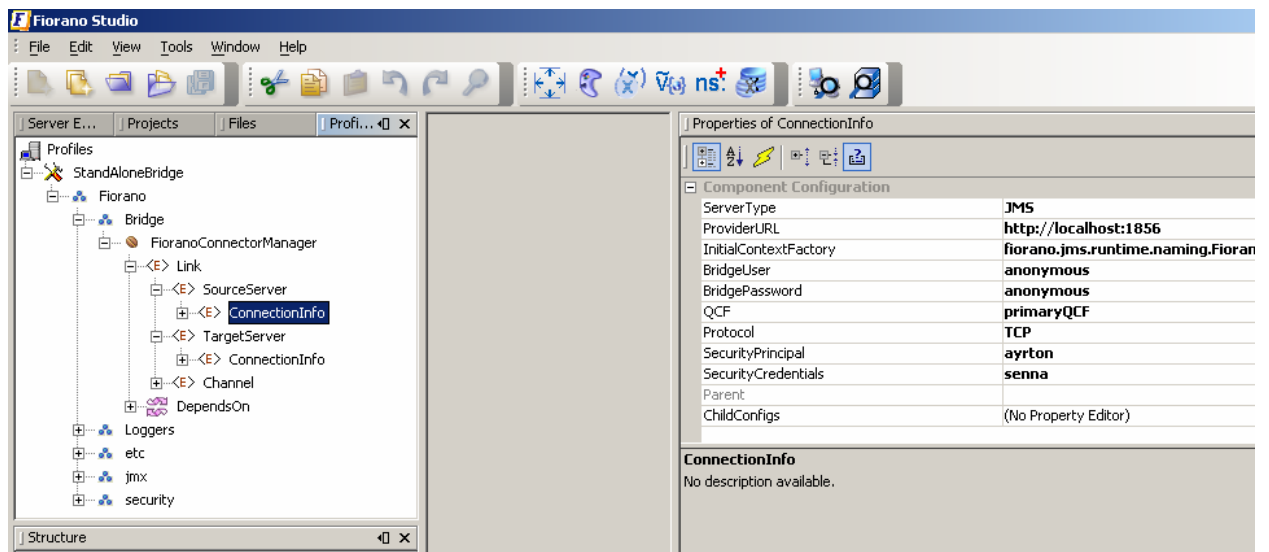 Fiorano Studio
File Edit View Tools Window Help
Server E... Projects Files Profi...
Profiles
StandAloneBridge
Fiorano
Bridge
FioranoConnectorManager
<E> Link
<E> SourceServer
<E> ConnectionInfo
<E> TargetServer
<E> ConnectionInfo
<E> Channel
DependsOn
Loggers
etc
jmx
security
Structure
Properties of ConnectionInfo
Component Configuration
ServerType JMS
ProviderURL http://localhost:1856
InitialContextFactory fiorano.jms.runtime.naming.Fioran
BridgeUser anonymous
BridgePassword anonymous
QCF primaryQCF
Protocol TCP
SecurityPrincipal ayrton
SecurityCredentials senna
Parent
ChildConfigs (No Property Editor)
ConnectionInfo
No description available.